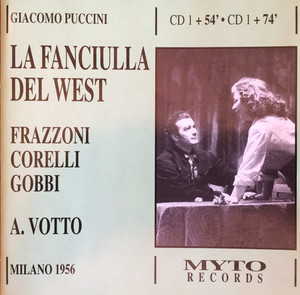 GIACOMO PUCCINI
CD 1 + 54' • CD 1 + 74'
LA FANCIULLA
DEL WEST
FRAZZONI
CORELLI
GOBBI
A. VOTTO
MILANO 1956
MYTO
RECORDS